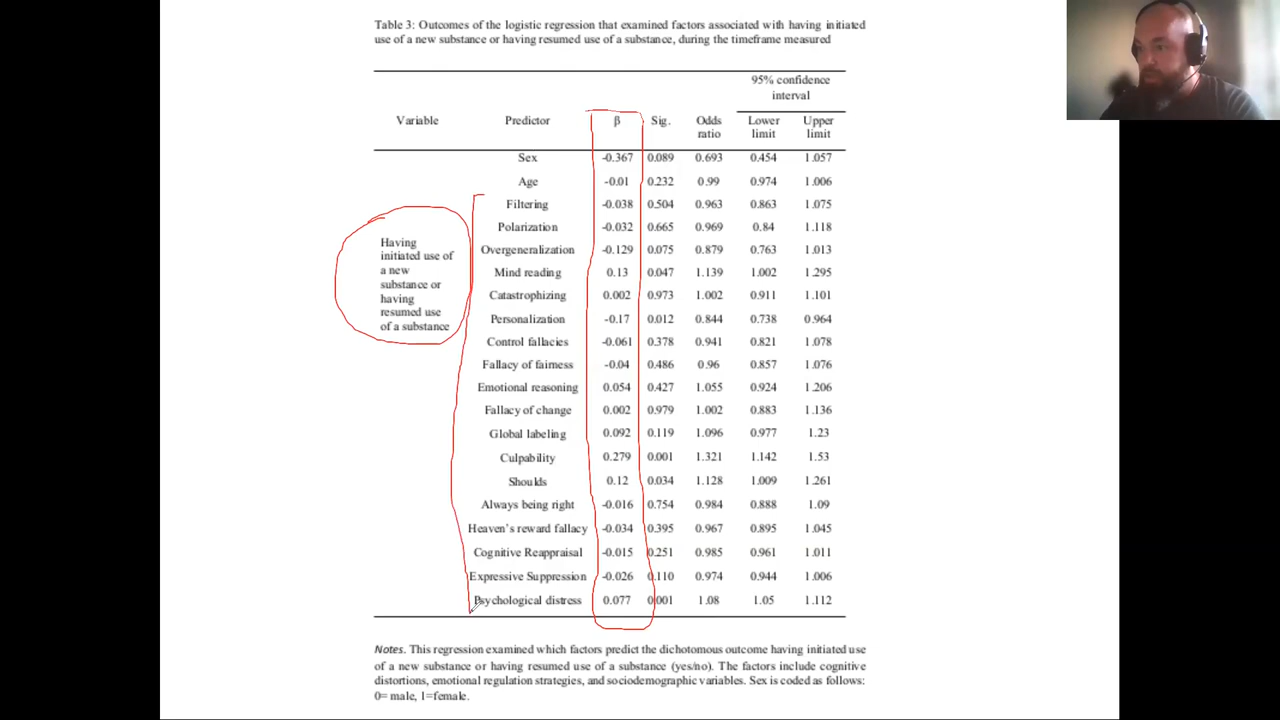 Table 3: Outcomes of the logistic regression that examined factors associated with having initiated
use of a new substance or having resumed use of a substance, during the timeframe measured
95% confidence
interval
Variable Predictor β Sig. Odds ratio Lower limit Upper limit
Sex -0.367 0.089 0.693 0.454 1.057
Age -0.01 0.232 0.99 0.974 1.006
Filtering -0.038 0.504 0.963 0.863 1.075
Polarization -0.032 0.665 0.969 0.84 1.118
Having
initiated use of
a new
substance or
having
resumed use
of a substance
Overgeneralization -0.129 0.075 0.879 0.763 1.013
Mind reading 0.13 0.047 1.139 1.002 1.295
Catastrophizing 0.002 0.973 1.002 0.911 1.101
Personalization -0.17 0.012 0.844 0.738 0.964
Control fallacies -0.061 0.378 0.941 0.821 1.078
Fallacy of fairness -0.04 0.486 0.96 0.857 1.076
Emotional reasoning 0.054 0.427 1.055 0.924 1.206
Fallacy of change 0.002 0.979 1.002 0.883 1.136
Global labeling 0.092 0.119 1.096 0.977 1.23
Culpability 0.279 0.001 1.321 1.142 1.53
Shoulds 0.12 0.034 1.128 1.009 1.261
Always being right -0.016 0.754 0.984 0.888 1.09
Heaven's reward fallacy -0.034 0.395 0.967 0.895 1.045
Cognitive Reappraisal -0.015 0.251 0.985 0.961 1.011
Expressive Suppression -0.026 0.110 0.974 0.944 1.006
Psychological distress 0.077 0.001 1.08 1.05 1.112
Notes. This regression examined which factors predict the dichotomous outcome having initiated use
of a new substance or having resumed use of a substance (yes/no). The factors include cognitive
distortions, emotional regulation strategies, and sociodemographic variables. Sex is coded as follows:
0= male, 1=female.